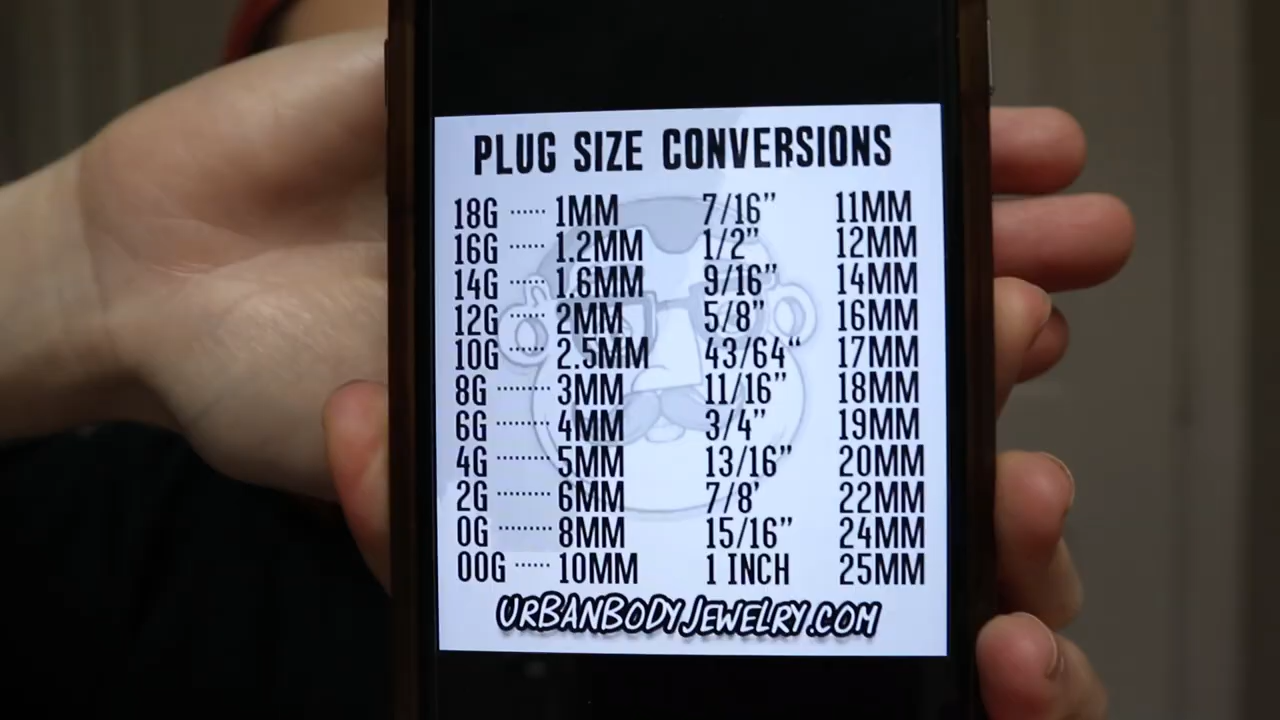 PLUG SIZE CONVERSIONS
18G ...... 1MM 7/16" 11MM
16G ...... 1.2MM 1/2" 12MM
14G ...... 1.6MM 9/16" 14MM
12G ...... 2MM 5/8" 16MM
10G ...... 2.5MM 43/64" 17MM
8G ......... 3MM 11/16" 18MM
6G ......... 4MM 3/4" 19MM
4G ......... 5MM 13/16" 20MM
2G ......... 6MM 7/8' 22MM
0G ......... 8MM 15/16" 24MM
00G ...... 10MM 1 INCH 25MM
URBANBODYJEWELRY.COM